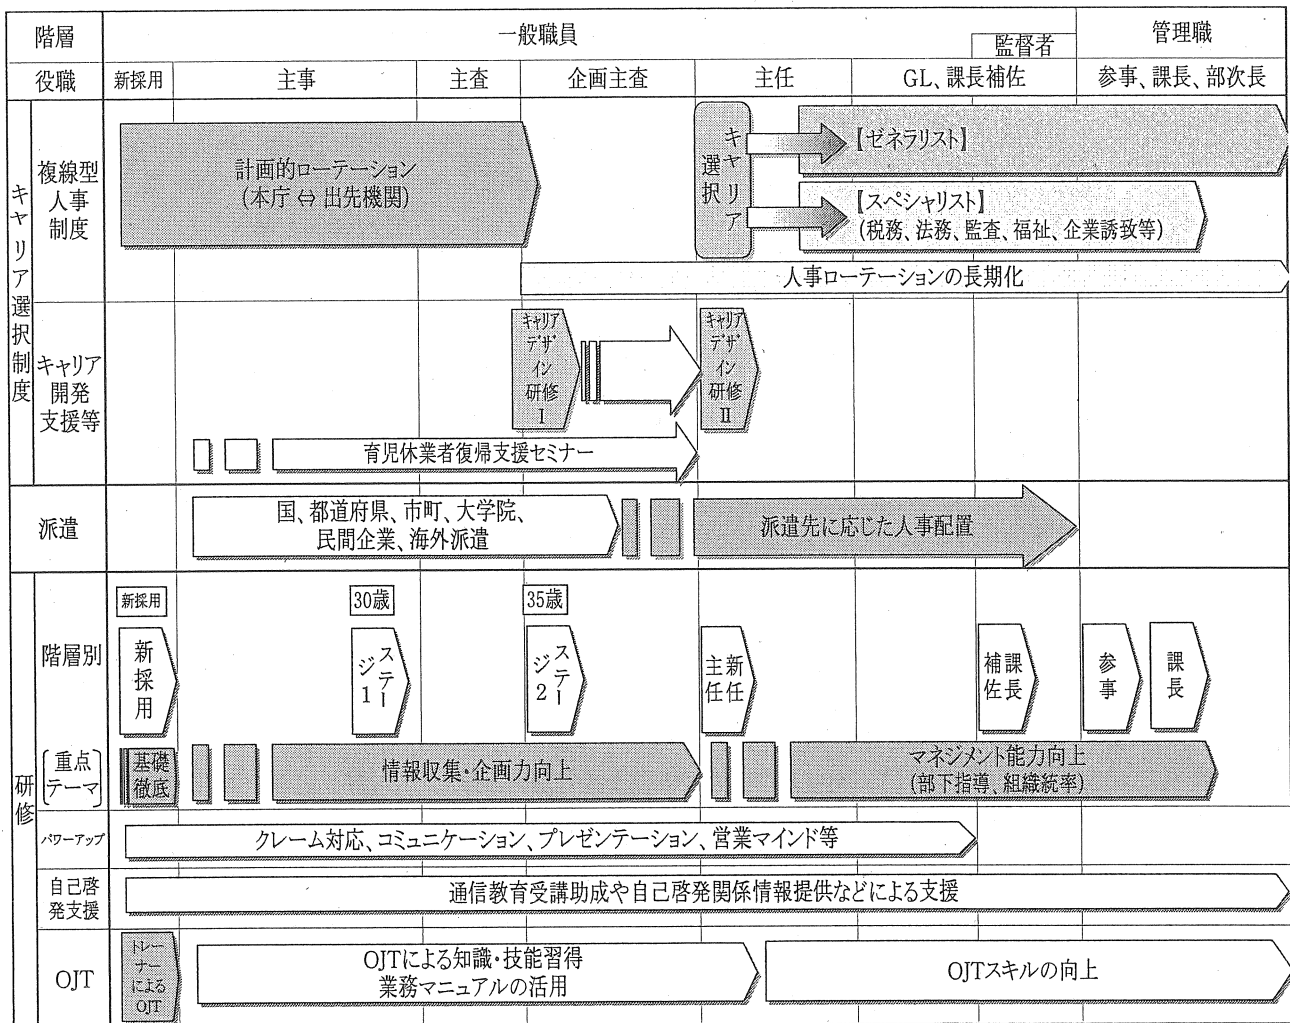 階層
一般職員
監督者
管理職
役職
新採用
主事
主査
企画主査
主任
GL、課長補佐
参事、課長、部次長
キャリア選択制度
複線型
人事
制度
計画的ローテーション
(本庁⇔出先機関)
キャリア
選択
【ゼネラリスト】
【スペシャリスト】
(税務、法務、監査、福祉、企業誘致等)
人事ローテーションの長期化
キャリア
開発
支援等
キャリア
デザ
イン
研修
I
キャリア
デザ
イン
研修
II
育児休業者復帰支援セミナー
派遣
国、都道府県、市町、大学院、
民間企業、海外派遣
派遣先に応じた人事配置
研修
階層別
新採用
30歳
35歳
新採用
ステー
ジ1
ステー
ジ2
新任
主任
課長
補佐
参事
課長
重点
テーマ
基礎
徹底
情報収集・企画力向上
マネジメント能力向上
(部下指導、組織統率)
パワーアップ
クレーム対応、コミュニケーション、プレゼンテーション、営業マインド等
自己啓
発支援
通信教育受講助成や自己啓発関係情報提供などによる支援
OJT
トレー
ナー
による
OJT
OJTによる知識・技能習得
業務マニュアルの活用
OJTスキルの向上